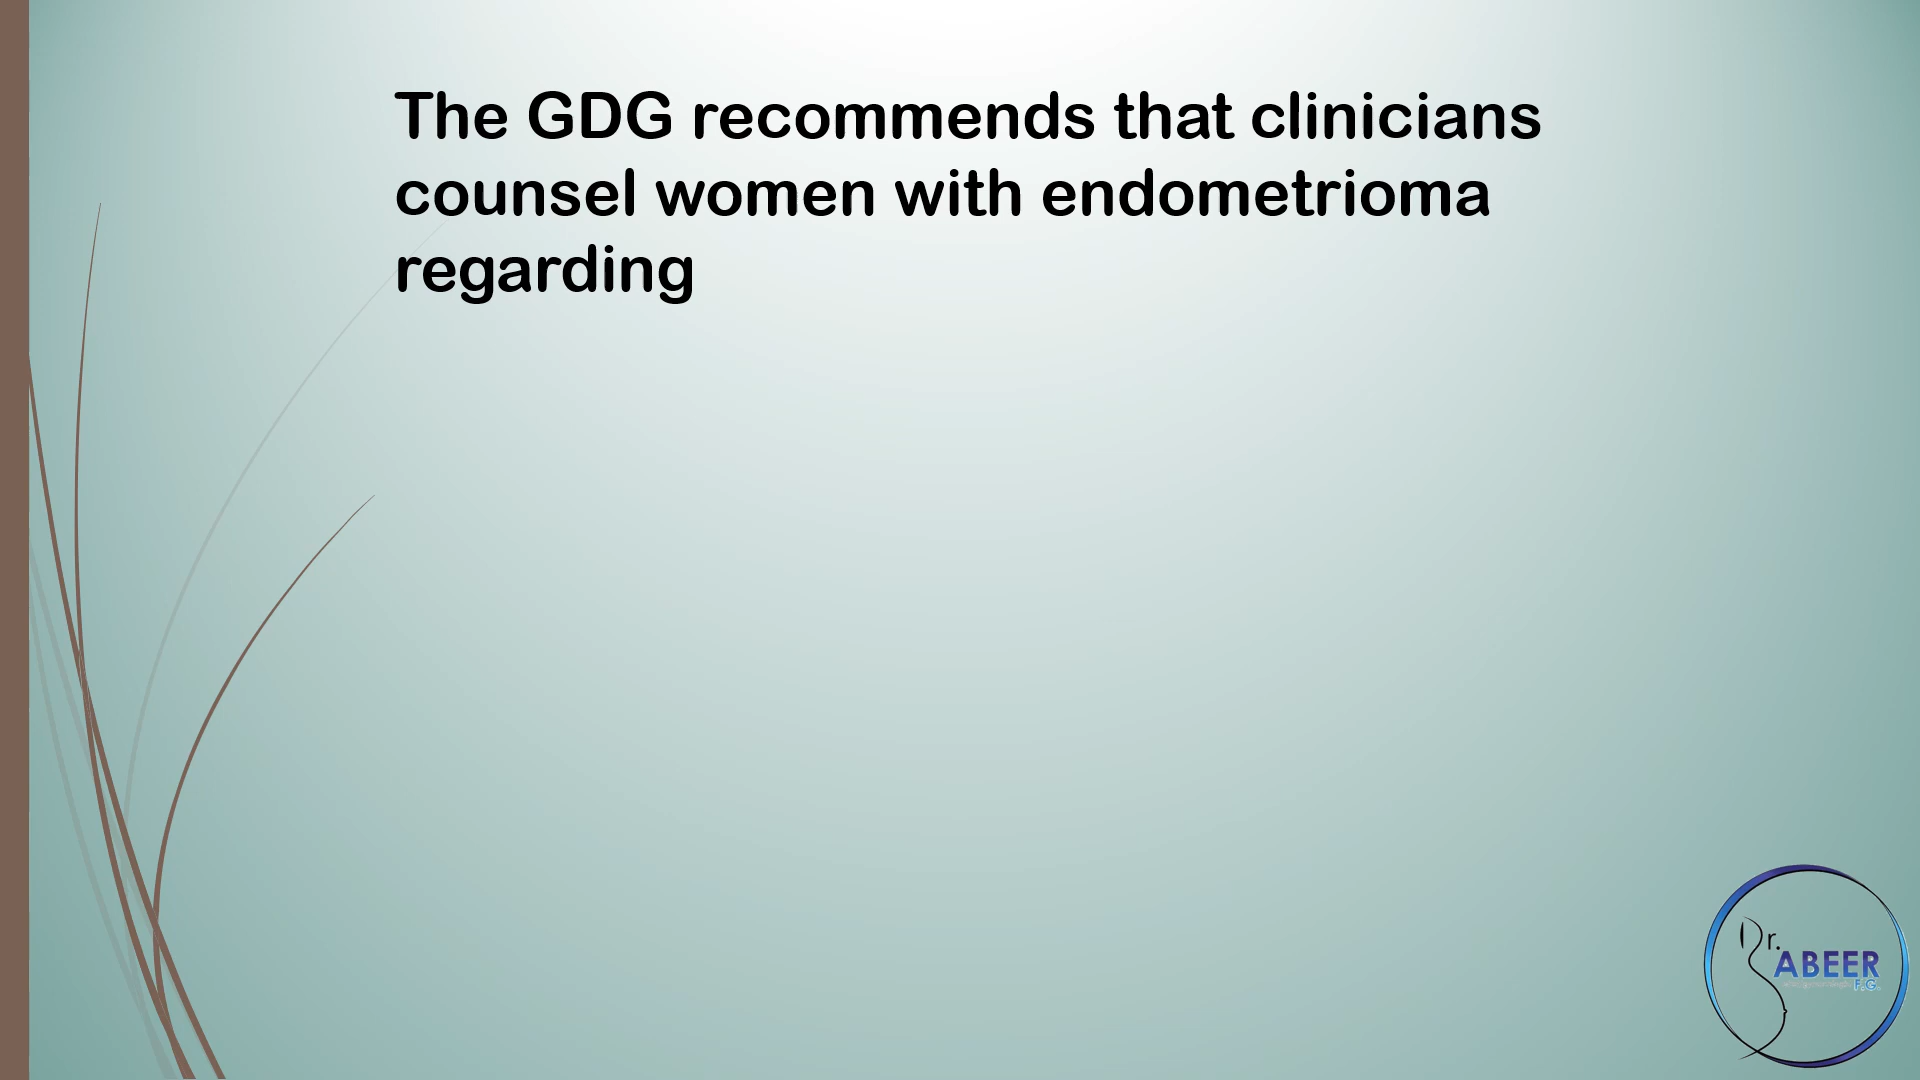 The GDG recommends that clinicians
counsel women with endometrioma
regarding
Dr.
ABEER
F.G.